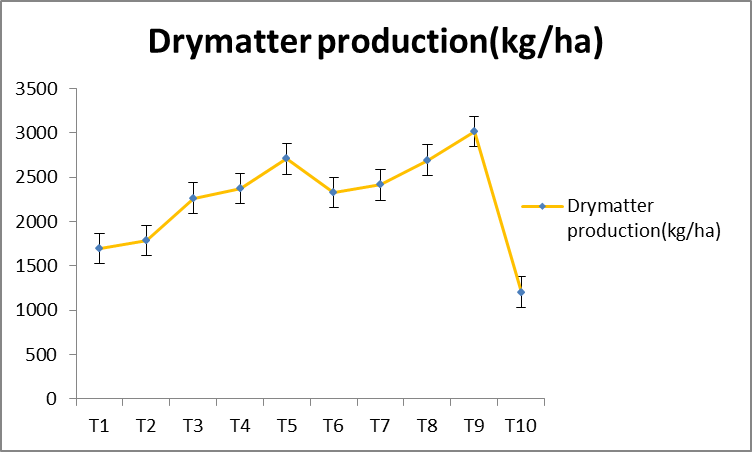 Drymatter production(kg/ha)
3500
3000
2500
2000
1500
1000
500
0
T1 T2 T3 T4 T5 T6 T7 T8 T9 T10
Drymatter
production(kg/ha)